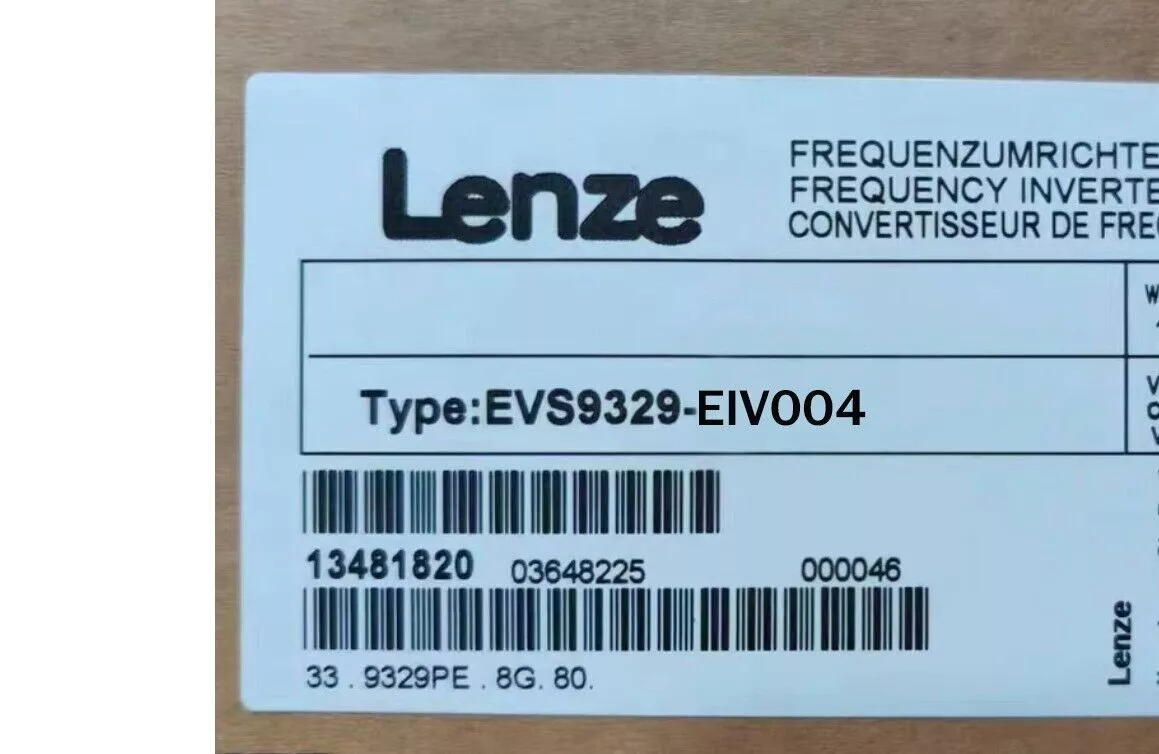 Lenze
FREQUENZUMRICHTE
FREQUENCY INVERTE
CONVERTISSEUR DE FRE
W
Type:EVS9329-EIV004
V
13481820 03648225 000046
33 . 9329PE . 8G. 80.
Lenze